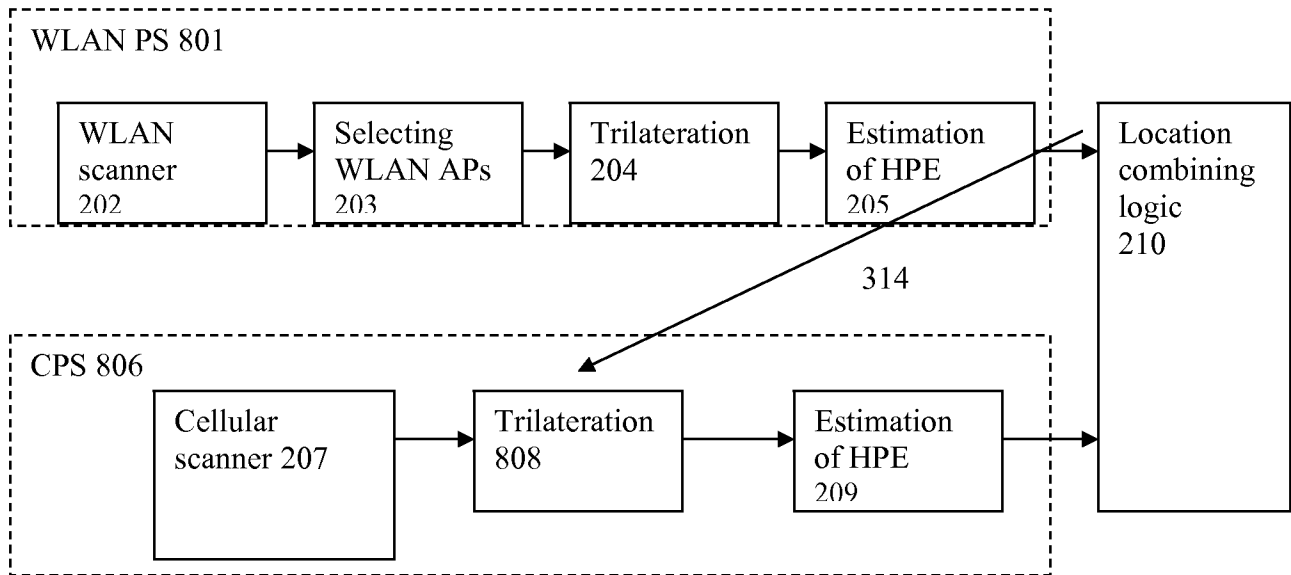 WLAN PS 801
WLAN
scanner
202
Selecting
WLAN APs
203
Trilateration
204
Estimation
of HPE
205
Location
combining
logic
210
314
CPS 806
Cellular
scanner 207
Trilateration
808
Estimation
of HPE
209